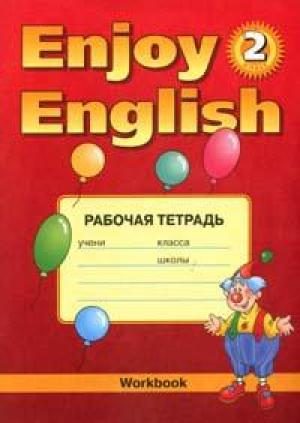 Enjoy 2
English
РАБОЧАЯ ТЕТРАДЬ
учени класса
школы
Workbook